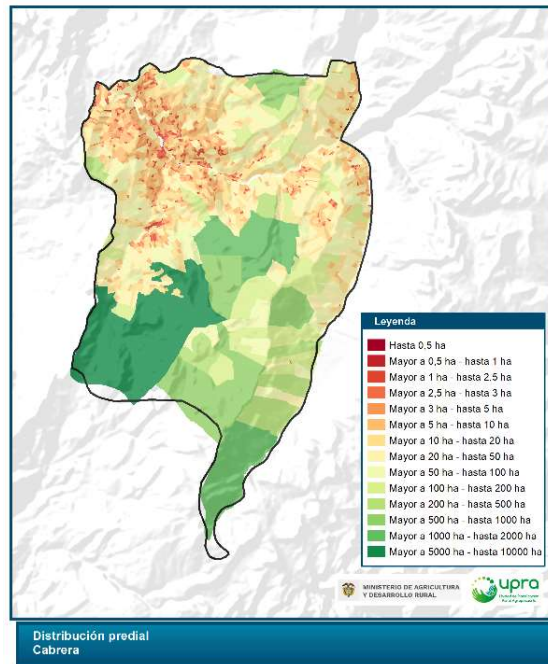 Leyenda
Hasta 0.5 ha
Mayor a 0,5 ha - hasta 1 ha
Mayor a 1 ha - hasta 2.5 ha
Mayor a 2,5 ha - hasta 3 ha
Mayor a 3 ha - hasta 5 ha
Mayor a 5 ha - hasta 10 ha
Mayor a 10 ha - hasta 20 ha
Mayor a 20 ha - hasta 50 ha
Mayor a 50 ha - hasta 100 ha
Mayor a 100 ha - hasta 200 ha
Mayor a 200 ha - hasta 500 ha
Mayor a 500 ha - hasta 1000 ha
Mayor a 1000 ha - hasta 2000 ha
Mayor a 5000 ha - hasta 10000 ha
MINISTERIO DE AGRICULTURA
Y DESARROLLO RURAL
upra
Distribución predial
Cabrera